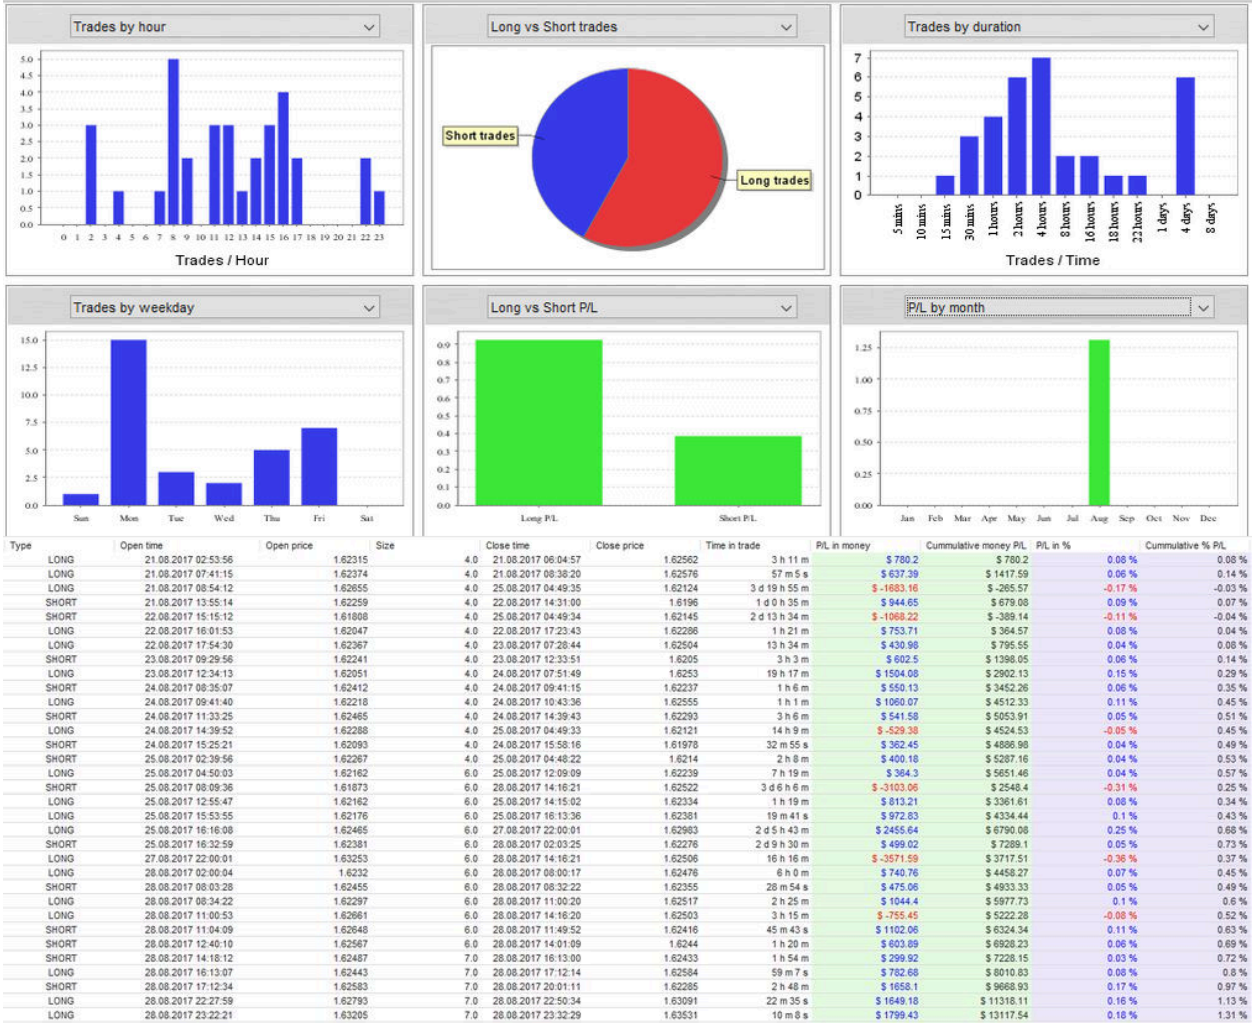 Trades by hour
5.0
4.5
4.0
3.5
3.0
2.5
2.0
1.5
1.0
0.5
0.0
0 1 2 3 4 5 6 7 8 9 10 11 12 13 14 15 16 17 18 19 20 21 22 23
Trades / Hour
Long vs Short trades
Short trades
Long trades
Trades by duration
7
6
5
4
3
2
1
0
5 mins 10 mins 15 mins 30 mins 1 hours 2 hours 4 hours 8 hours 16 hours 18 hours 22 hours 1 days 4 days 8 days
Trades / Time
Trades by weekday
15.0
12.5
10.0
7.5
5.0
2.5
0.0
Sun Mon Tue Wed Thu Fri Sat
Long vs Short P/L
0.9
0.8
0.7
0.6
0.5
0.4
0.3
0.2
0.1
0.0
Long P/L Short P/L
P/L by month
1.25
1.00
0.75
0.50
0.25
0.00
Jan Feb Mar Apr May Jun Jul Aug Sep Oct Nov Dec
Type Open time Open price Size Close time Close price Time in trade P/L in money Cummulative money P/L P/L in % Cummulative % P/L
LONG 21.08.2017 02:53:56 1.62315 4.0 21.08.2017 06:04:57 1.62562 3 h 11 m $ 780.2 $ 780.2 0.08 % 0.08 %
LONG 21.08.2017 07:41:15 1.62374 4.0 21.08.2017 08:38:20 1.62576 57 m 5 s $ 637.39 $ 1417.59 0.06 % 0.14 %
LONG 21.08.2017 08:54:12 1.62655 4.0 25.08.2017 04:49:35 1.62124 3 d 19 h 55 m $ -1683.16 $ -265.57 -0.17 % -0.03 %
SHORT 21.08.2017 13:55:14 1.62259 4.0 22.08.2017 14:31:00 1.6196 1 d 0 h 35 m $ 944.65 $ 679.08 0.09 % 0.07 %
SHORT 22.08.2017 15:15:12 1.61808 4.0 25.08.2017 04:49:34 1.62145 2 d 13 h 34 m $ -1068.22 $ -389.14 -0.11 % -0.04 %
LONG 22.08.2017 16:01:53 1.62047 4.0 22.08.2017 17:23:43 1.62286 1 h 21 m $ 753.71 $ 364.57 0.08 % 0.04 %
LONG 22.08.2017 17:54:30 1.62367 4.0 23.08.2017 07:28:44 1.62504 13 h 34 m $ 430.98 $ 795.55 0.04 % 0.08 %
SHORT 23.08.2017 09:29:56 1.62241 4.0 23.08.2017 12:33:51 1.6205 3 h 3 m $ 602.5 $ 1398.05 0.06 % 0.14 %
LONG 23.08.2017 12:34:13 1.62051 4.0 24.08.2017 07:51:49 1.6253 19 h 17 m $ 1504.08 $ 2902.13 0.15 % 0.29 %
SHORT 24.08.2017 08:35:07 1.62412 4.0 24.08.2017 09:41:15 1.62237 1 h 6 m $ 550.13 $ 3452.26 0.06 % 0.35 %
LONG 24.08.2017 09:41:40 1.62218 4.0 24.08.2017 10:43:36 1.62555 1 h 1 m $ 1060.07 $ 4512.33 0.11 % 0.45 %
SHORT 24.08.2017 11:33:25 1.62465 4.0 24.08.2017 14:39:43 1.62293 3 h 6 m $ 541.58 $ 5053.91 0.05 % 0.51 %
LONG 24.08.2017 14:39:52 1.62288 4.0 25.08.2017 04:49:33 1.62121 14 h 9 m $ -529.38 $ 4524.53 -0.05 % 0.45 %
SHORT 24.08.2017 15:25:21 1.62093 4.0 24.08.2017 15:58:16 1.61978 32 m 55 s $ 362.45 $ 4886.98 0.04 % 0.49 %
SHORT 25.08.2017 02:39:56 1.62267 4.0 25.08.2017 04:48:22 1.6214 2 h 8 m $ 400.18 $ 5287.16 0.04 % 0.53 %
LONG 25.08.2017 04:50:03 1.62162 6.0 25.08.2017 12:09:09 1.62239 7 h 19 m $ 364.3 $ 5651.46 0.04 % 0.57 %
SHORT 25.08.2017 08:09:36 1.61873 6.0 28.08.2017 14:16:21 1.62522 3 d 6 h 6 m $ -3103.06 $ 2548.4 -0.31 % 0.25 %
LONG 25.08.2017 12:55:47 1.62162 6.0 25.08.2017 14:15:02 1.62334 1 h 19 m $ 813.21 $ 3361.61 0.08 % 0.34 %
LONG 25.08.2017 15:53:55 1.62176 6.0 25.08.2017 16:13:36 1.62381 19 m 41 s $ 972.83 $ 4334.44 0.1 % 0.43 %
LONG 25.08.2017 16:16:08 1.62465 6.0 27.08.2017 22:00:01 1.62983 2 d 5 h 43 m $ 2455.64 $ 6790.08 0.25 % 0.68 %
SHORT 25.08.2017 16:32:59 1.62381 6.0 28.08.2017 02:03:25 1.62276 2 d 9 h 30 m $ 499.02 $ 7289.1 0.05 % 0.73 %
LONG 27.08.2017 22:00:01 1.63253 6.0 28.08.2017 14:16:21 1.62506 16 h 16 m $ -3571.59 $ 3717.51 -0.36 % 0.37 %
LONG 28.08.2017 02:00:04 1.6232 6.0 28.08.2017 08:00:17 1.62476 6 h 0 m $ 740.76 $ 4458.27 0.07 % 0.45 %
SHORT 28.08.2017 08:03:28 1.62455 6.0 28.08.2017 08:32:22 1.62355 28 m 54 s $ 475.06 $ 4933.33 0.05 % 0.49 %
LONG 28.08.2017 08:34:22 1.62297 6.0 28.08.2017 11:00:20 1.62517 2 h 25 m $ 1044.4 $ 5977.73 0.1 % 0.6 %
LONG 28.08.2017 11:00:53 1.62661 6.0 28.08.2017 14:16:20 1.62503 3 h 15 m $ -755.45 $ 5222.28 -0.08 % 0.52 %
SHORT 28.08.2017 11:04:09 1.62648 6.0 28.08.2017 11:49:52 1.62416 45 m 43 s $ 1102.06 $ 6324.34 0.11 % 0.63 %
SHORT 28.08.2017 12:40:10 1.62567 6.0 28.08.2017 14:01:09 1.6244 1 h 20 m $ 603.89 $ 6928.23 0.06 % 0.69 %
SHORT 28.08.2017 14:18:12 1.62487 7.0 28.08.2017 16:13:00 1.62433 1 h 54 m $ 299.92 $ 7228.15 0.03 % 0.72 %
LONG 28.08.2017 16:13:07 1.62443 7.0 28.08.2017 17:12:14 1.62584 59 m 7 s $ 782.68 $ 8010.83 0.08 % 0.8 %
SHORT 28.08.2017 17:12:34 1.62583 7.0 28.08.2017 20:01:11 1.62285 2 h 48 m $ 1658.1 $ 9668.93 0.17 % 0.97 %
LONG 28.08.2017 22:27:59 1.62793 7.0 28.08.2017 22:50:34 1.63091 22 m 35 s $ 1649.18 $ 11318.11 0.16 % 1.13 %
LONG 28.08.2017 23:22:21 1.63205 7.0 28.08.2017 23:32:29 1.63531 10 m 8 s $ 1799.43 $ 13117.54 0.18 % 1.31 %